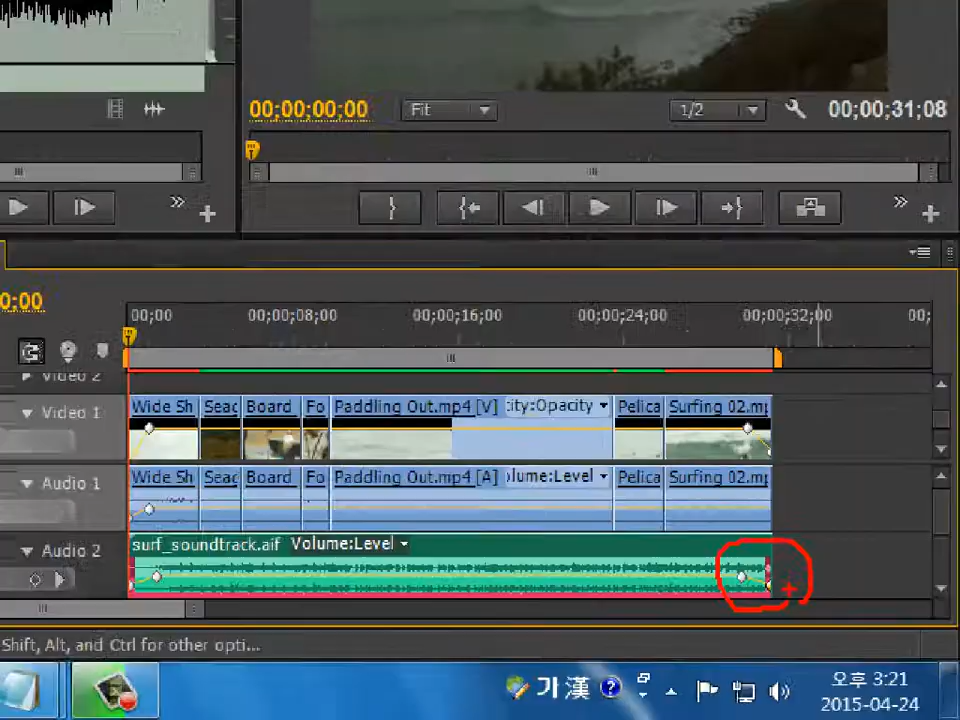 00;00;00;00 Fit 1/2 00;00;31;08
0;00 00;00 00;00;08;00 00;00;16;00 00;00;24;00 00;00;32;00 00;
Video 2
Video 1 Wide Sh Seac Board Fo Paddling Out.mp4 [V] ity:Opacity Pelica Surfing 02.mp
Audio 1 Wide Sh Seac Board Fo Paddling Out.mp4 [A] lume:Level Pelica Surfing 02.mp
Audio 2 surf_soundtrack.aif Volume:Level
Shift, Alt, and Ctrl for other opti...
가 漢 오후 3:21
2015-04-24